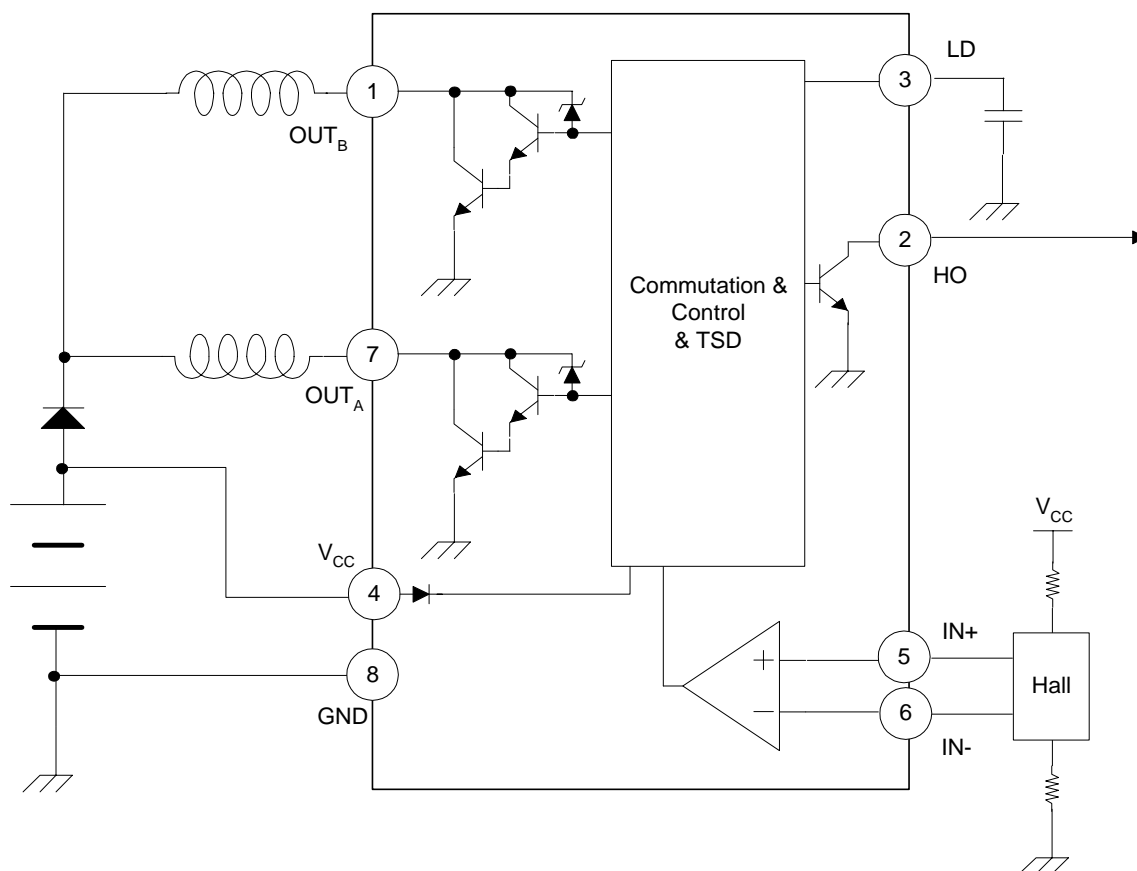 LD
3
1
OUTB
2
HO
Commutation &
Control
& TSD
7
OUTA
VCC
4
VCC
IN+
5
+
Hall
8
GND
6
−
IN-